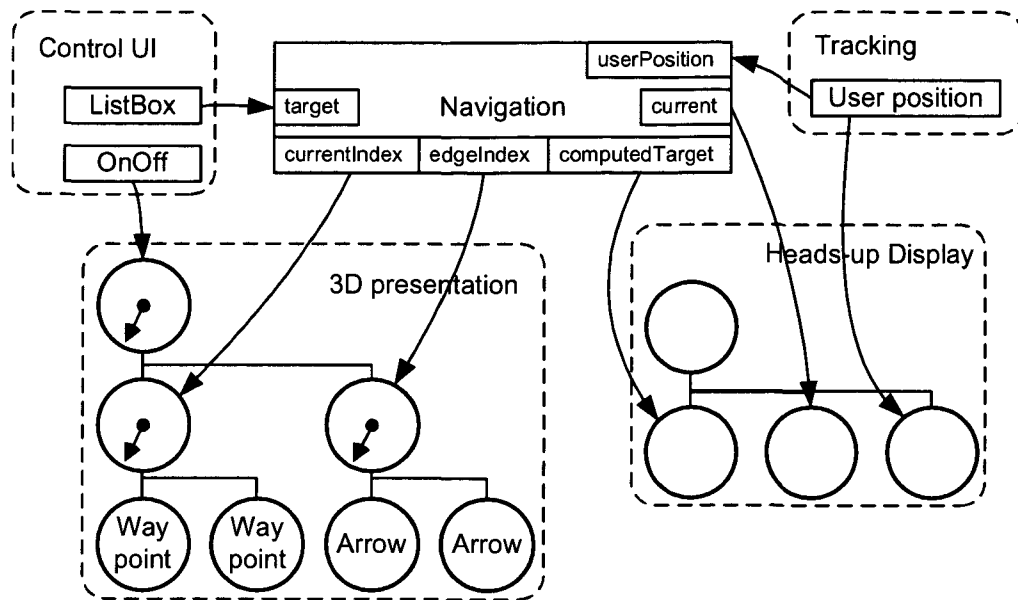 Control UI
ListBox
OnOff
userPosition
target
Navigation
current
currentIndex
edgeIndex
computedTarget
Tracking
User position
3D presentation
Way
point
Way
point
Arrow
Arrow
Heads-up Display